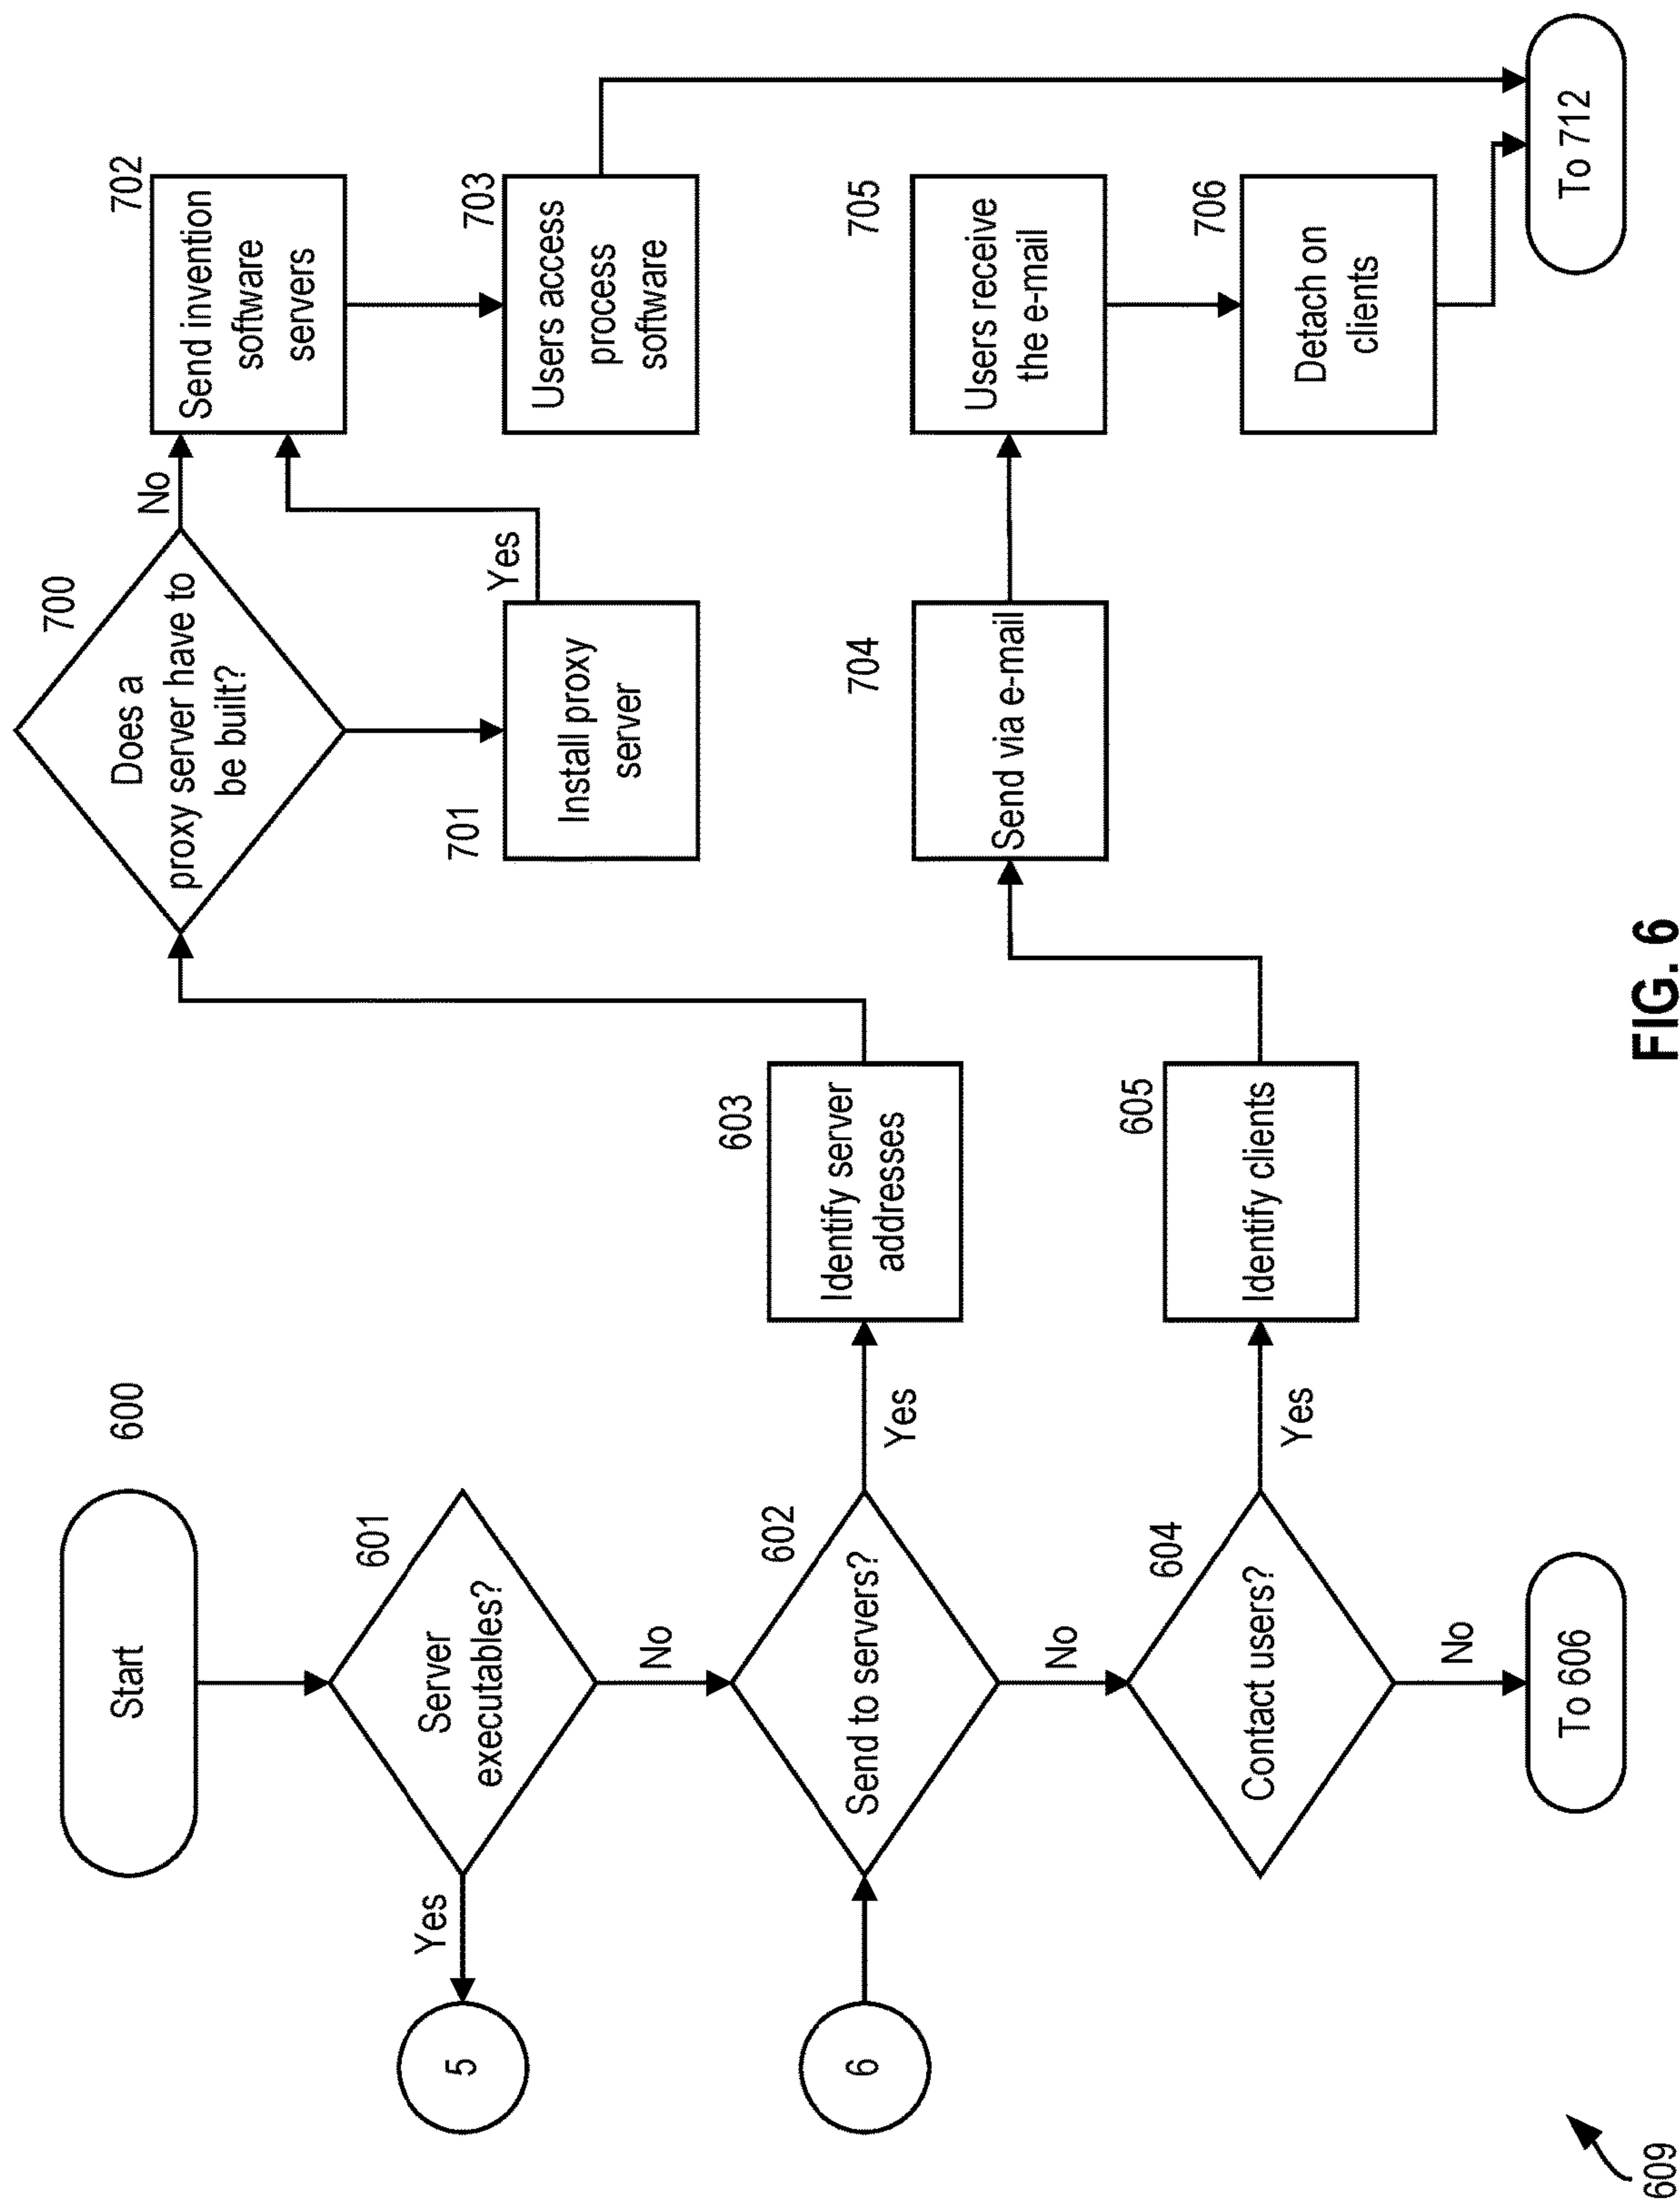 Start
600
601
Server
executables?
Yes
5
No
602
Send to servers?
6
Yes
603
Identify server
addresses
No
604
Contact users?
Yes
605
Identify clients
No
To 606
700
Does a
proxy server have to
be built?
No
701
Install proxy
server
Yes
702
Send invention
software
servers
703
Users access
process
software
704
Send via e-mail
705
Users receive
the e-mail
706
Detach on
clients
To 712
609
FIG. 6